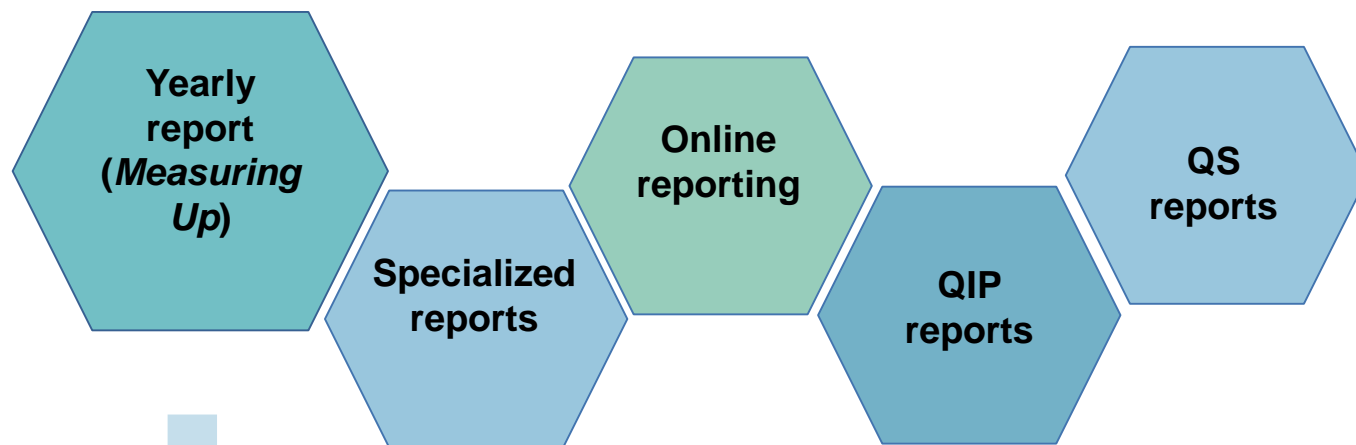 Yearly
report
(Measuring
Up)
Specialized
reports
Online
reporting
QIP
reports
QS
reports